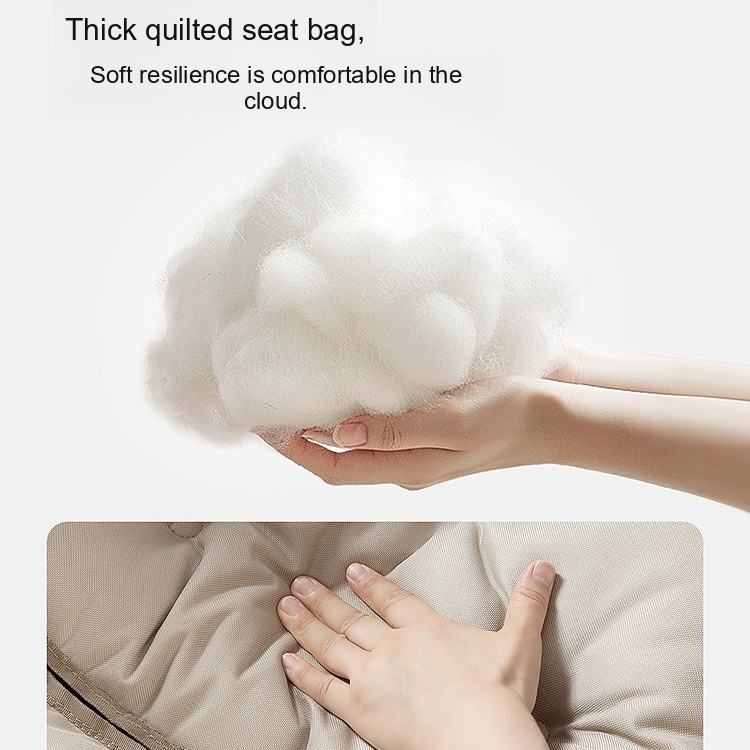 Thick quilted seat bag,
Soft resilience is comfortable in the
cloud.